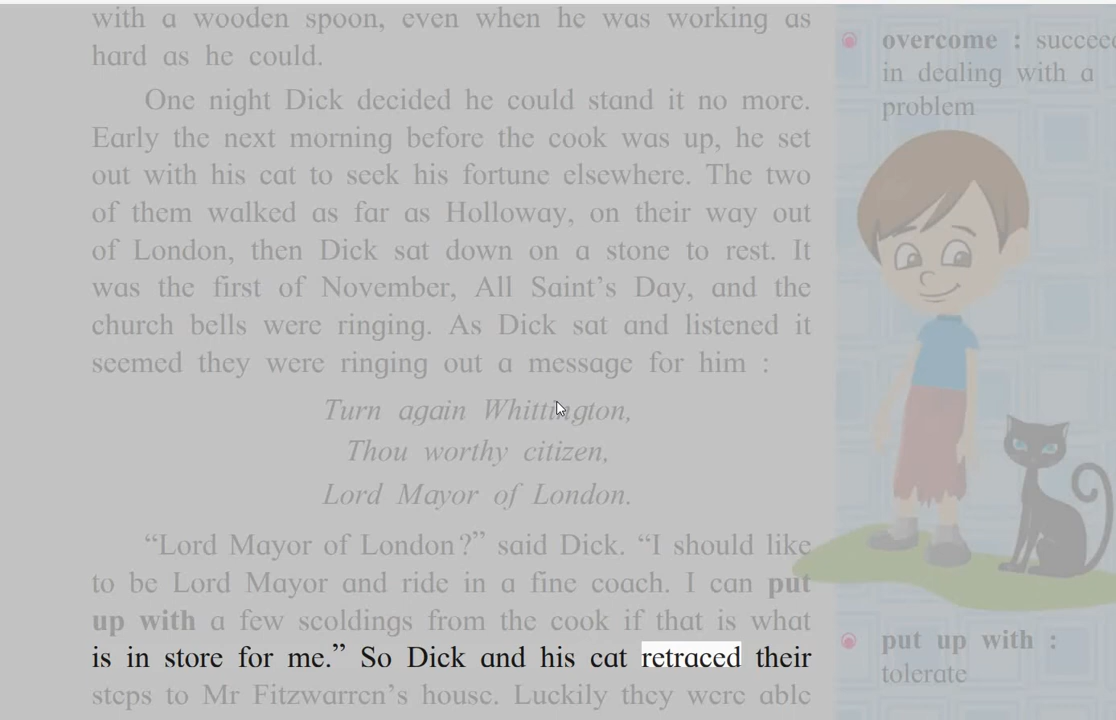 with a wooden spoon, even when he was working as
hard as he could.
One night Dick decided he could stand it no more.
Early the next morning before the cook was up, he set
out with his cat to seek his fortune elsewhere. The two
of them walked as far as Holloway, on their way out
of London, then Dick sat down on a stone to rest. It
was the first of November, All Saint's Day, and the
church bells were ringing. As Dick sat and listened it
seemed they were ringing out a message for him :
Turn again Whittington,
Thou worthy citizen,
Lord Mayor of London.
“Lord Mayor of London?” said Dick. “I should like
to be Lord Mayor and ride in a fine coach. I can put
up with a few scoldings from the cook if that is what
is in store for me.” So Dick and his cat retraced their
steps to Mr Fitzwarren's house. Luckily they were able
overcome : succeed
in dealing with a
problem
put up with :
tolerate